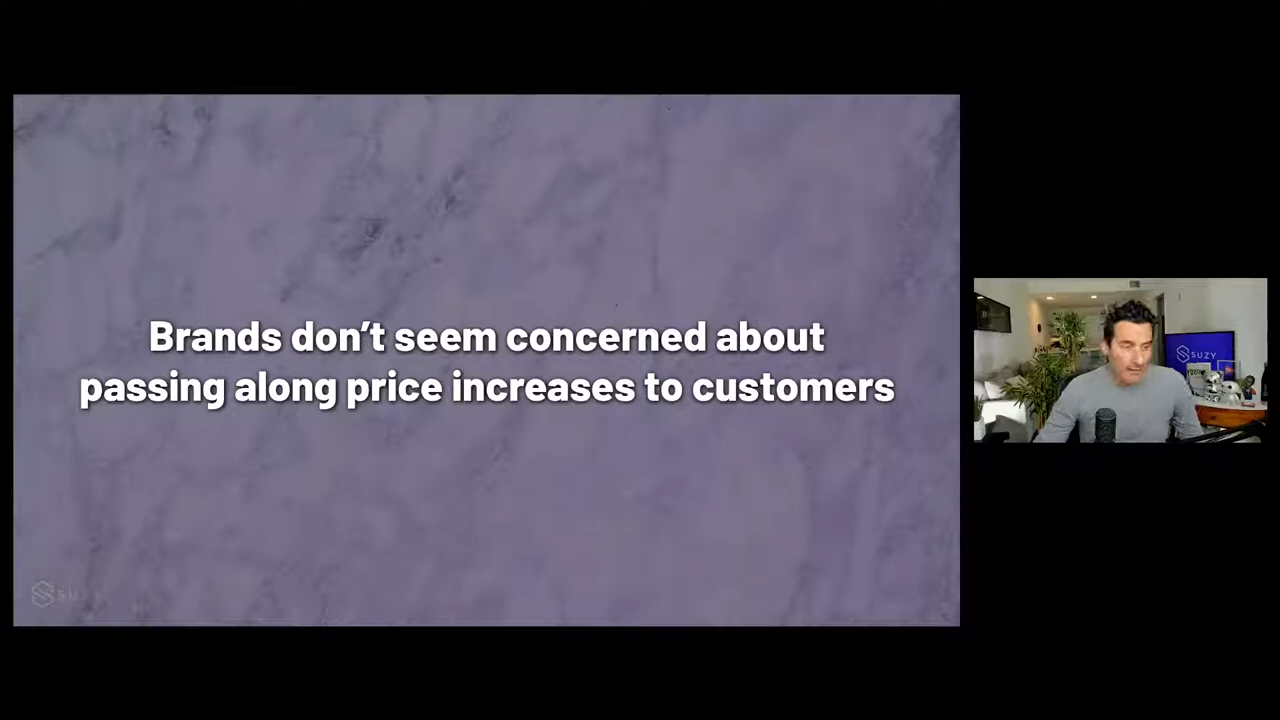 Brands don't seem concerned about
passing along price increases to customers
SUZY